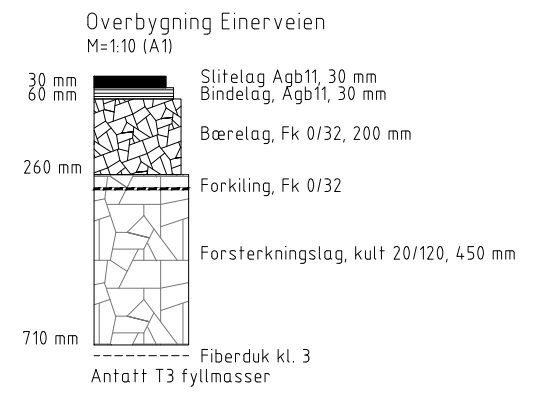 Overbygning Einerveien
M=1:10 (A1)
30 mm
Slitelag Agb11, 30 mm
60 mm
Bindelag, Agb11, 30 mm
Bærelag, Fk 0/32, 200 mm
260 mm
Forkiling, Fk 0/32
Forsterkningslag, kult 20/120, 450 mm
710 mm
Fiberduk kl. 3
Antatt T3 fyllmasser